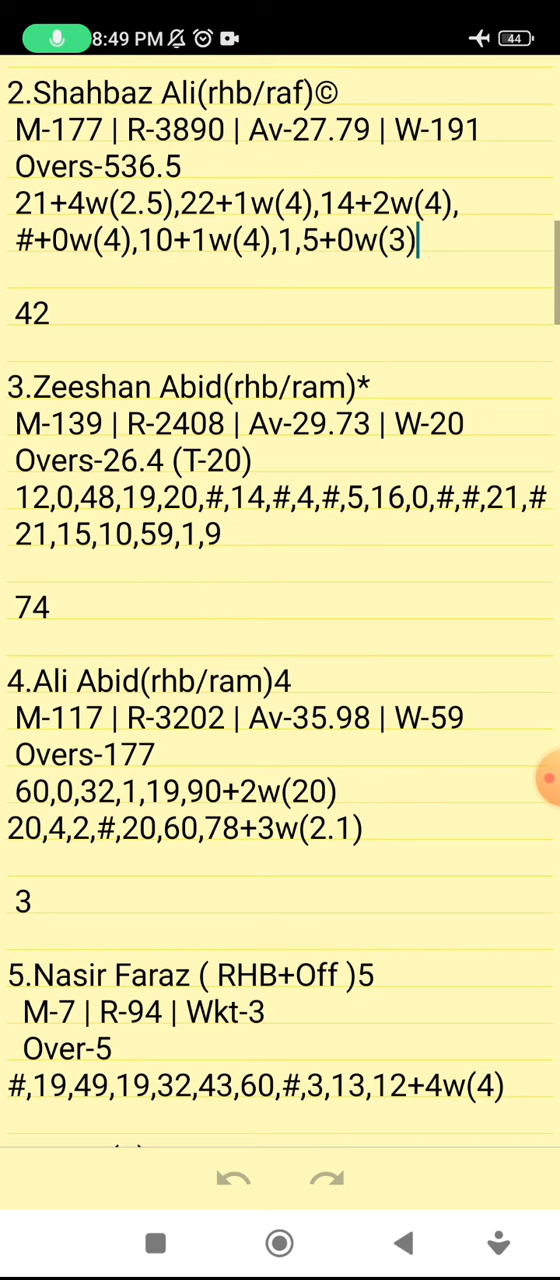 8:49 PM 44
2.Shahbaz Ali(rhb/raf)©
M-177 | R-3890 | Av-27.79 | W-191
Overs-536.5
21+4w(2.5),22+1w(4),14+2w(4),
#+0w(4),10+1w(4),1,5+0w(3)
42
3.Zeeshan Abid(rhb/ram)*
M-139 | R-2408 | Av-29.73 | W-20
Overs-26.4 (T-20)
12,0,48,19,20,#,14,#,4,#,5,16,0,#,#,21,#
21,15,10,59,1,9
74
4.Ali Abid(rhb/ram)4
M-117 | R-3202 | Av-35.98 | W-59
Overs-177
60,0,32,1,19,90+2w(20)
20,4,2,#,20,60,78+3w(2.1)
3
5.Nasir Faraz ( RHB+Off )5
M-7 | R-94 | Wkt-3
Over-5
#,19,49,19,32,43,60,#,3,13,12+4w(4)